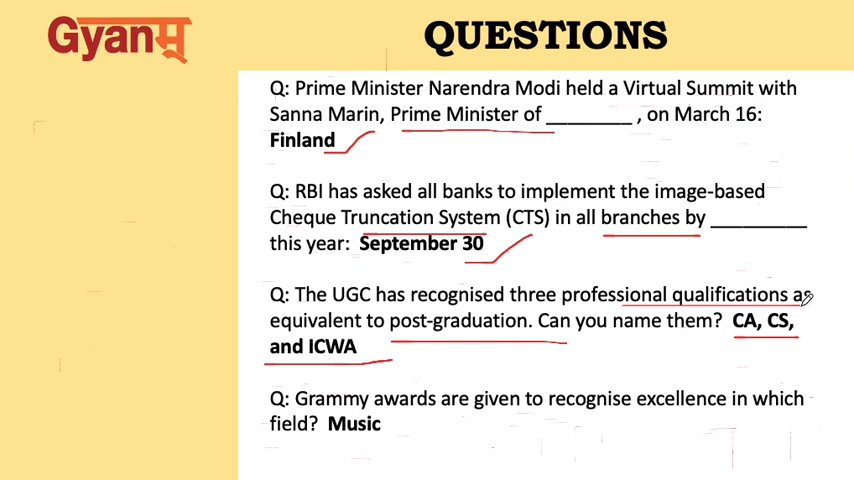 Gyanम्
QUESTIONS
Q: Prime Minister Narendra Modi held a Virtual Summit with
Sanna Marin, Prime Minister of ________ , on March 16:
Finland
Q: RBI has asked all banks to implement the image-based
Cheque Truncation System (CTS) in all branches by _________
this year: September 30
Q: The UGC has recognised three professional qualifications as
equivalent to post-graduation. Can you name them? CA, CS,
and ICWA
Q: Grammy awards are given to recognise excellence in which
field? Music